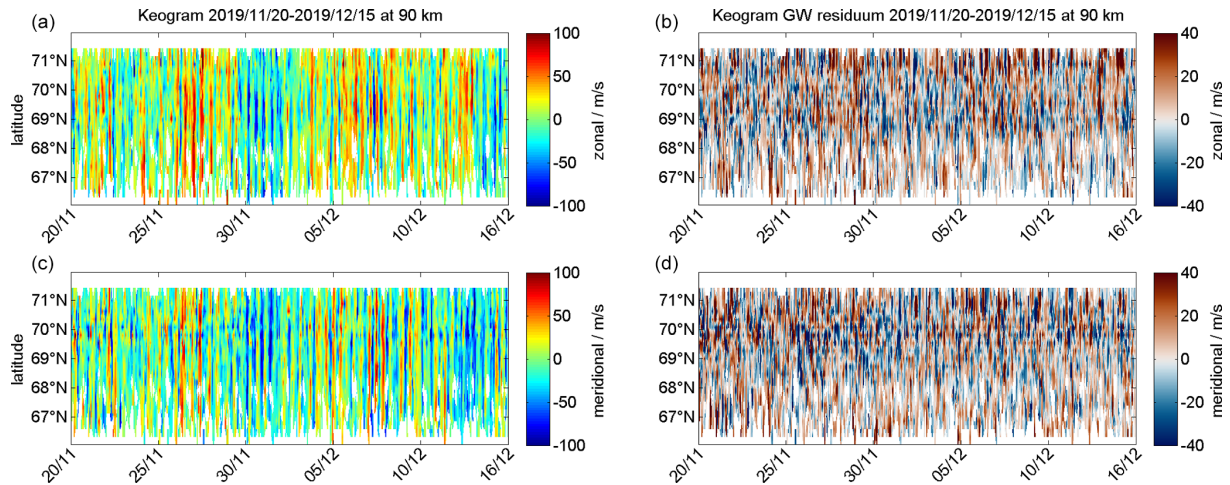 (a) Keogram 2019/11/20-2019/12/15 at 90 km
71°N
70°N
69°N
68°N
67°N
latitude
20/11 25/11 30/11 05/12 10/12 16/12
100
50
0
-50
-100
zonal / m/s
(b) Keogram GW residuum 2019/11/20-2019/12/15 at 90 km
71°N
70°N
69°N
68°N
67°N
20/11 25/11 30/11 05/12 10/12 16/12
40
20
0
-20
-40
zonal / m/s
(c)
71°N
70°N
69°N
68°N
67°N
latitude
20/11 25/11 30/11 05/12 10/12 16/12
100
50
0
-50
-100
meridional / m/s
(d)
71°N
70°N
69°N
68°N
67°N
20/11 25/11 30/11 05/12 10/12 16/12
40
20
0
-20
-40
meridional / m/s